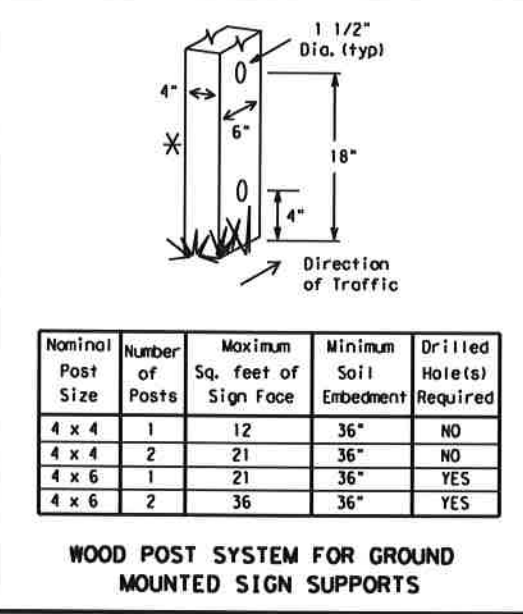 1 1/2"
Dia. (typ)
4"
6"
18"
4"
Direction
of Traffic
Nominal Post Size | Number of Posts | Maximum Sq. feet of Sign Face | Minimum Soil Embedment | Drilled Hole(s) Required
4 x 4 | 1 | 12 | 36" | NO
4 x 4 | 2 | 21 | 36" | NO
4 x 6 | 1 | 21 | 36" | YES
4 x 6 | 2 | 36 | 36" | YES
WOOD POST SYSTEM FOR GROUND
MOUNTED SIGN SUPPORTS